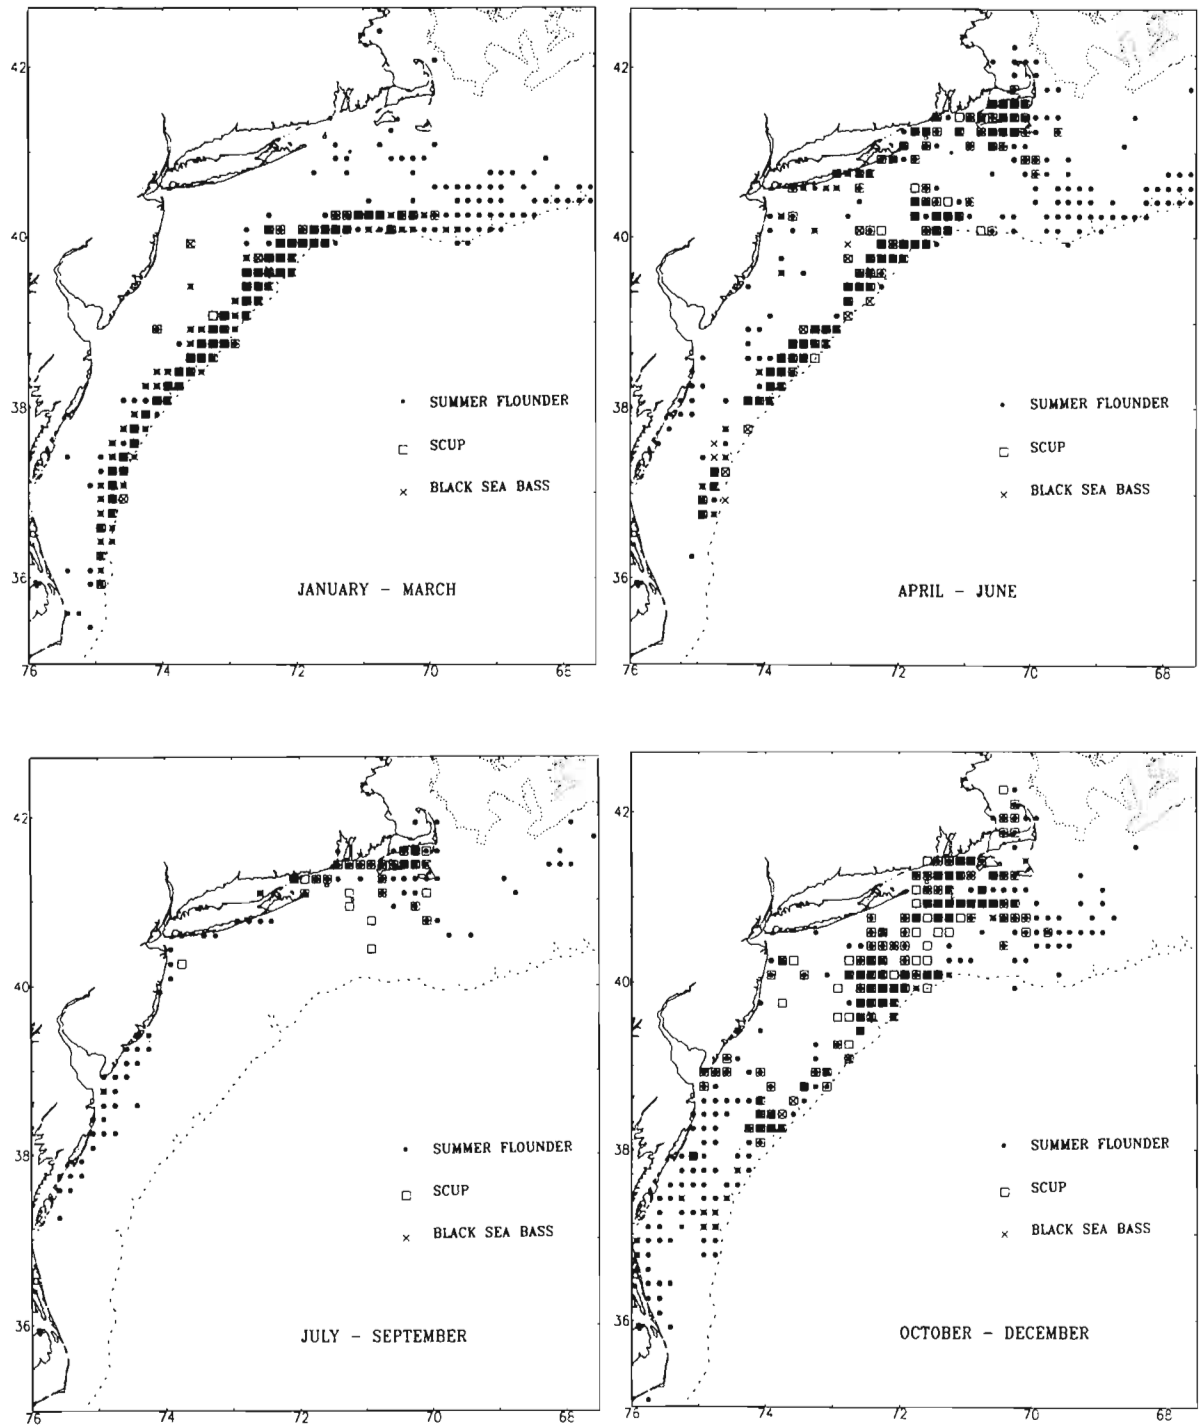 42
40
38
36
76
74
72
70
68
SUMMER FLOUNDER
SCUP
BLACK SEA BASS
JANUARY - MARCH
42
40
38
36
76
74
72
70
68
SUMMER FLOUNDER
SCUP
BLACK SEA BASS
APRIL - JUNE
42
40
38
36
76
74
72
70
68
SUMMER FLOUNDER
SCUP
BLACK SEA BASS
JULY - SEPTEMBER
42
40
38
36
76
74
72
70
68
SUMMER FLOUNDER
SCUP
BLACK SEA BASS
OCTOBER - DECEMBER